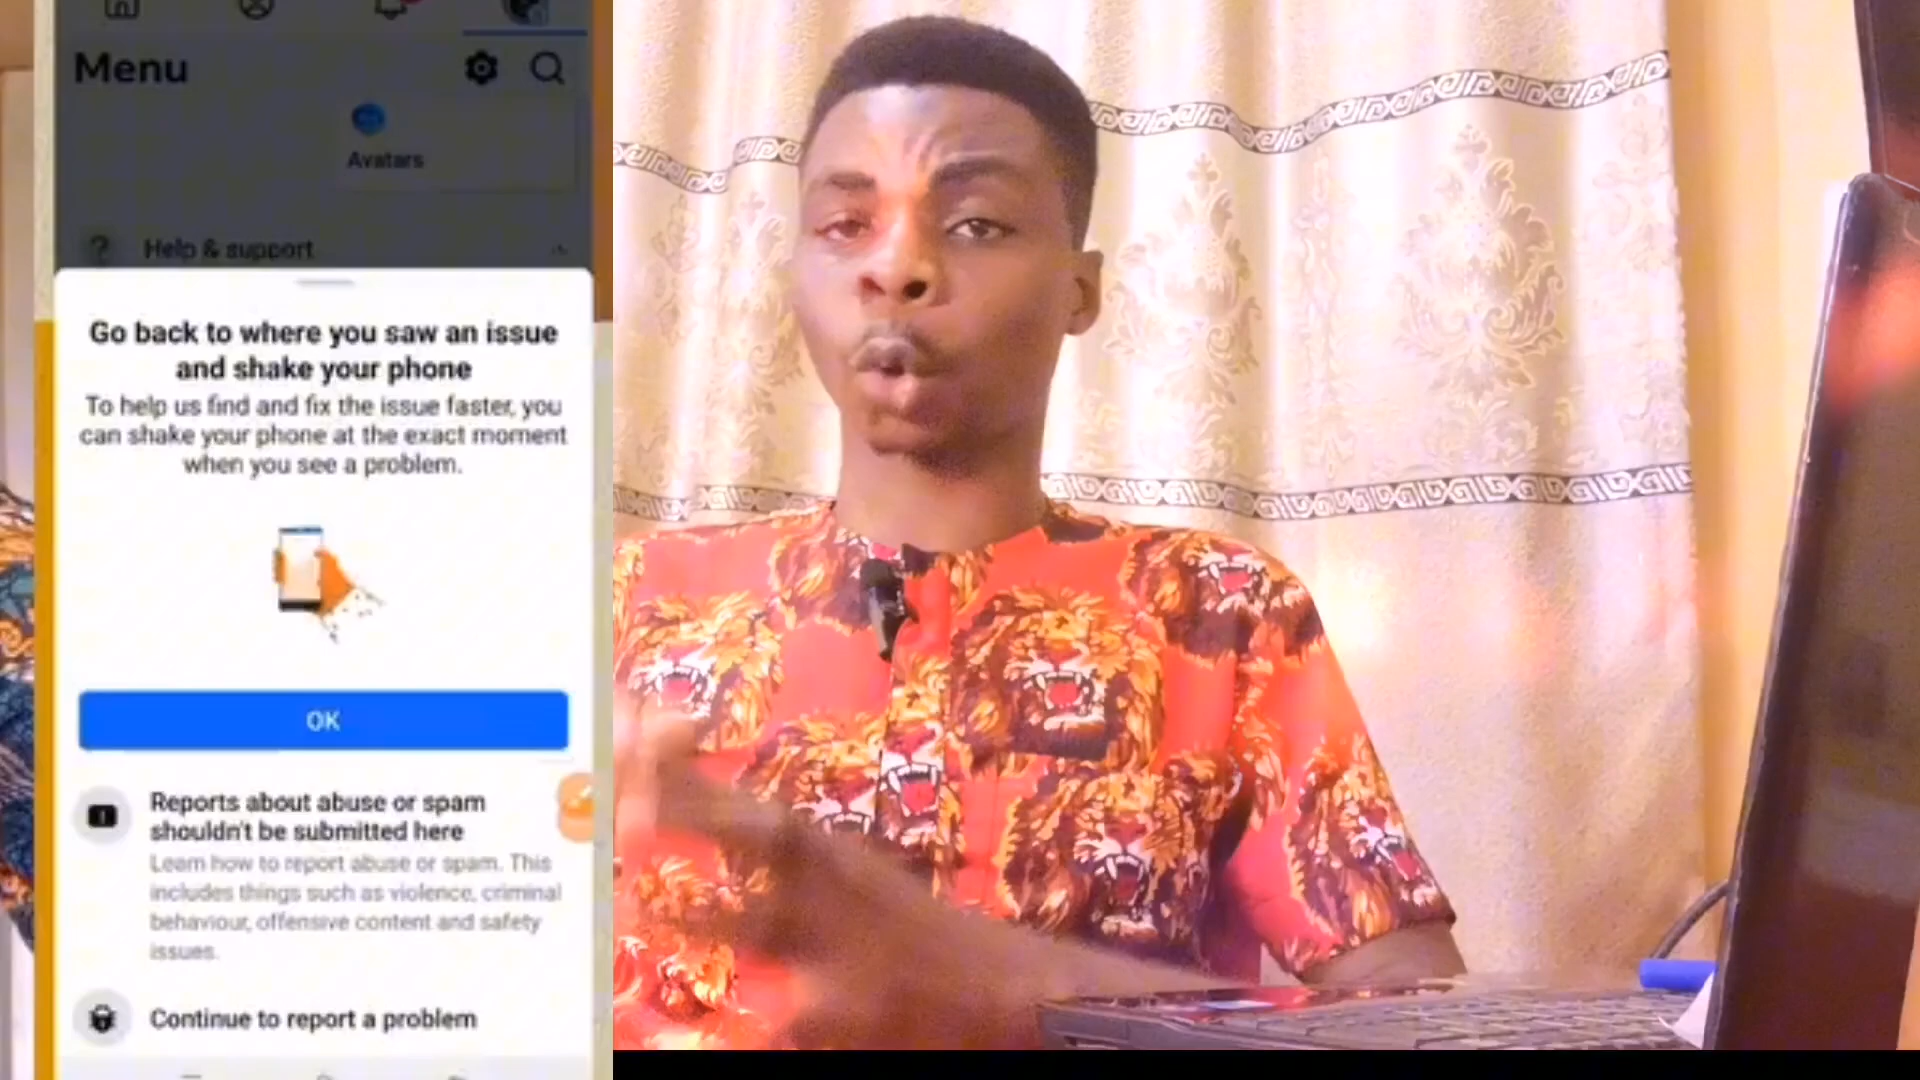 Menu
Avatars
Help & support
Go back to where you saw an issue
and shake your phone
To help us find and fix the issue faster, you
can shake your phone at the exact moment
when you see a problem.
OK
Reports about abuse or spam
shouldn't be submitted here
Learn how to report abuse or spam. This
includes things such as violence, criminal
behaviour, offensive content and safety
issues.
Continue to report a problem